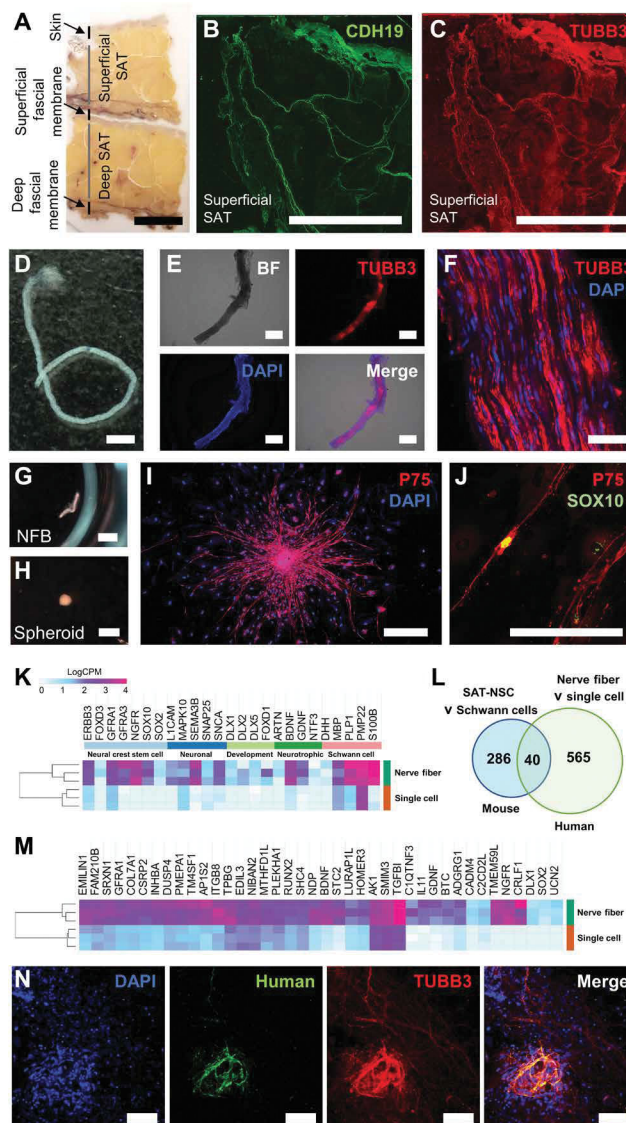 A
Skin
Superficial fascial membrane
Deep fascial membrane
Superficial SAT
Deep SAT
B
CDH19
Superficial
SAT
C
TUBB3
Superficial
SAT
D
E
BF
TUBB3
DAPI
Merge
F
TUBB3
DAPI
G
NFB
H
Spheroid
I
P75
DAPI
J
P75
SOX10
K
LogCPM
0 1 2 3 4
ERBB3
FOXD3
GFRA1
GFRA3
NGFR
SOX10
SOX2
L1CAM
MAPK10
SEMA3B
SNAP25
SNCA
DLX1
DLX2
DLX5
FOXD1
ARTN
BDNF
GDNF
NTF3
DHH
MBP
PLP1
PMP22
S100B
Neural crest stem cell
Neuronal
Development
Neurotrophic
Schwann cell
Nerve fiber
Single cell
L
SAT-NSC
v Schwann cells
Nerve fiber
v single cell
286
40
565
Mouse
Human
M
EMILIN1
FAM210B
SRXN1
GFRA1
COL7A1
CSRP2
INHBA
DUSP4
PMEPA1
TM4SF1
AP1S2
ITGB8
TPBG
EDIL3
NIBAN2
MTHFD1L
PLEKHA1
RUNX2
SHC4
NDP
BDNF
STC2
LURAP1L
HOMER3
AK1
SMIM3
TGFBI
C1QTNF3
IL11
GDNF
BTC
ADGRG1
CADM4
C2CD2L
TMEM59L
NGFR
CRLF1
DLX1
SOX2
UCN2
Nerve fiber
Single cell
N
DAPI
Human
TUBB3
Merge